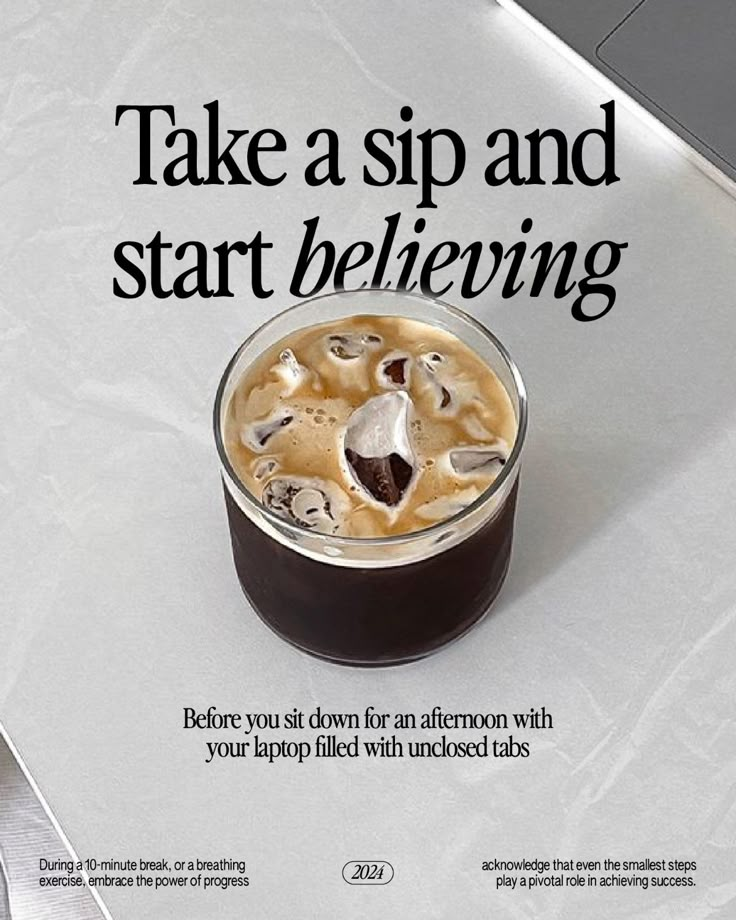 Take a sip and
start believing
Before you sit down for an afternoon with
your laptop filled with unclosed tabs
During a 10-minute break, or a breathing
exercise, embrace the power of progress
2024
acknowledge that even the smallest steps
play a pivotal role in achieving success.